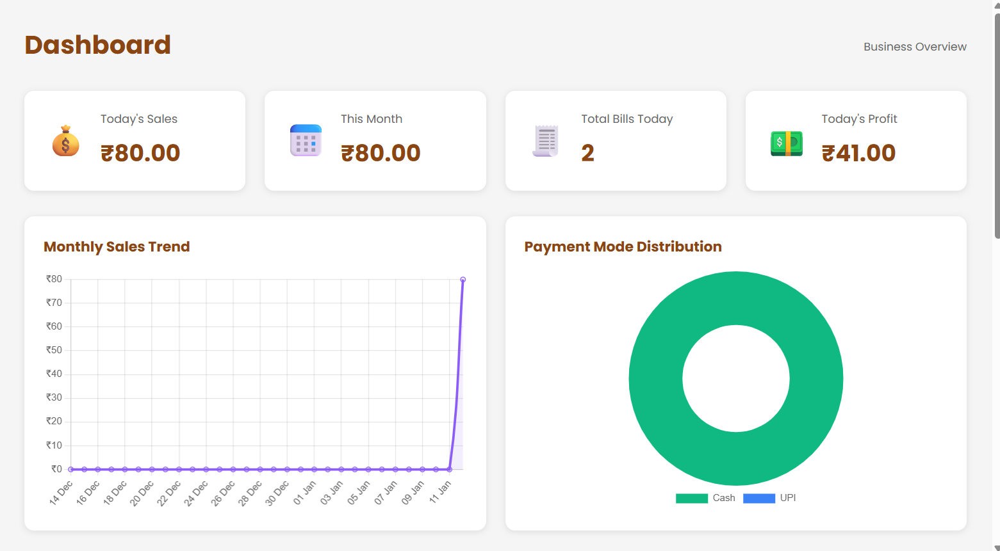 Dashboard
Business Overview
Today's Sales
₹80.00
This Month
₹80.00
Total Bills Today
2
Today's Profit
₹41.00
Monthly Sales Trend
₹80
₹70
₹60
₹50
₹40
₹30
₹20
₹10
₹0
14 Dec
16 Dec
18 Dec
20 Dec
22 Dec
24 Dec
26 Dec
28 Dec
30 Dec
01 Jan
03 Jan
05 Jan
07 Jan
09 Jan
11 Jan
Payment Mode Distribution
Cash
UPI